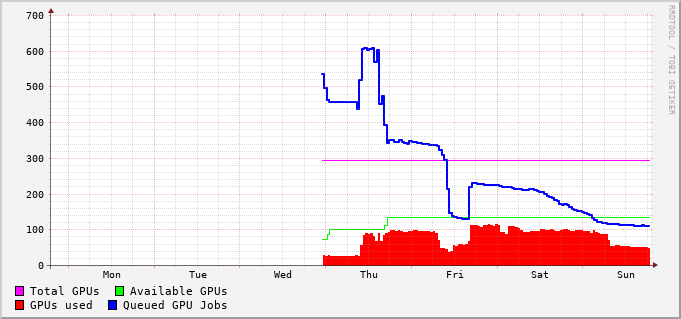 700
600
500
400
300
200
100
0
Mon Tue Wed Thu Fri Sat Sun
Total GPUs Available GPUs
GPUs used Queued GPU Jobs
RRDTOOL / TOBI OETIKER